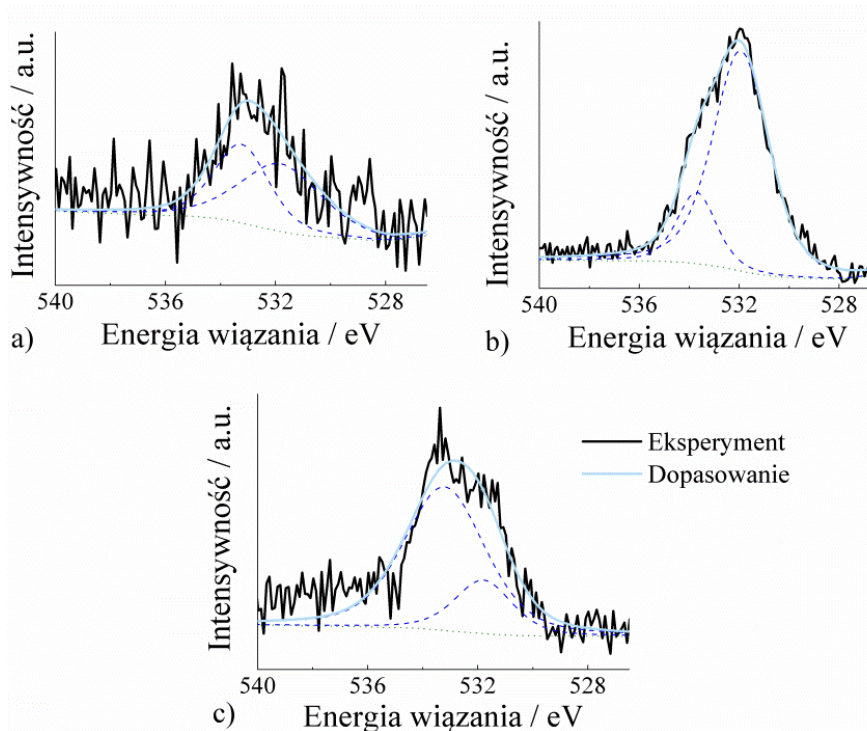 Intensywność / a.u.
540 536 532 528
Energia wiązania / eV
a)
Intensywność / a.u.
540 536 532 528
Energia wiązania / eV
b)
Intensywność / a.u.
540 536 532 528
Energia wiązania / eV
c)
Eksperyment
Dopasowanie